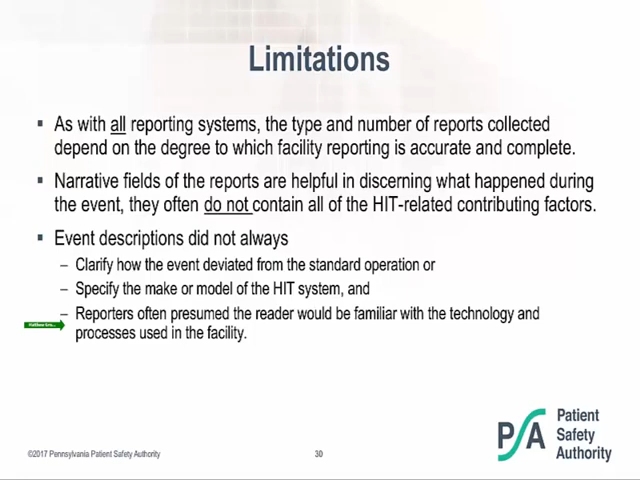 Limitations
▪ As with all reporting systems, the type and number of reports collected
depend on the degree to which facility reporting is accurate and complete.
▪ Narrative fields of the reports are helpful in discerning what happened during
the event, they often do not contain all of the HIT-related contributing factors.
▪ Event descriptions did not always
– Clarify how the event deviated from the standard operation or
– Specify the make or model of the HIT system, and
– Reporters often presumed the reader would be familiar with the technology and
processes used in the facility.
©2017 Pennsylvania Patient Safety Authority
30
PSA
Patient
Safety
Authority